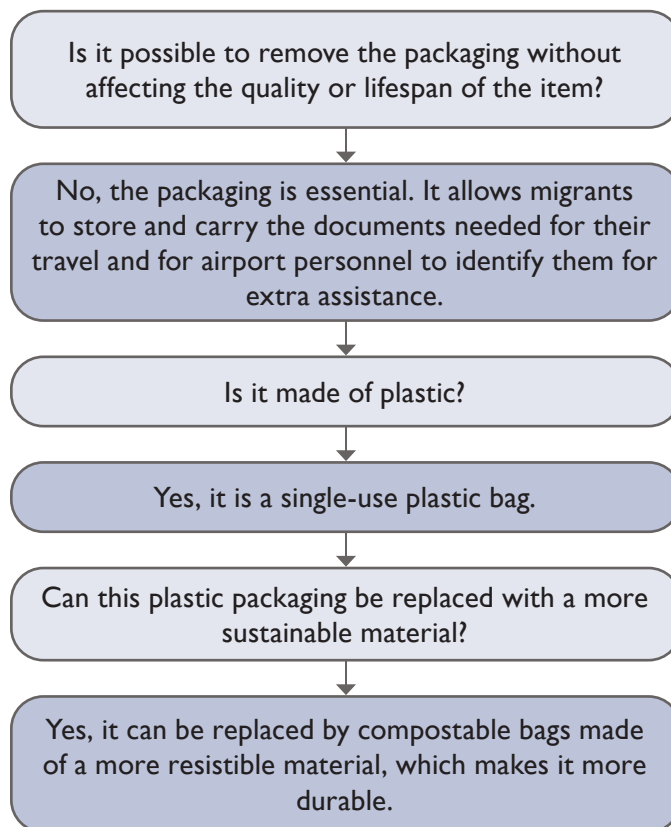 Is it possible to remove the packaging without
affecting the quality or lifespan of the item?
No, the packaging is essential. It allows migrants
to store and carry the documents needed for their
travel and for airport personnel to identify them for
extra assistance.
Is it made of plastic?
Yes, it is a single-use plastic bag.
Can this plastic packaging be replaced with a more
sustainable material?
Yes, it can be replaced by compostable bags made
of a more resistible material, which makes it more
durable.